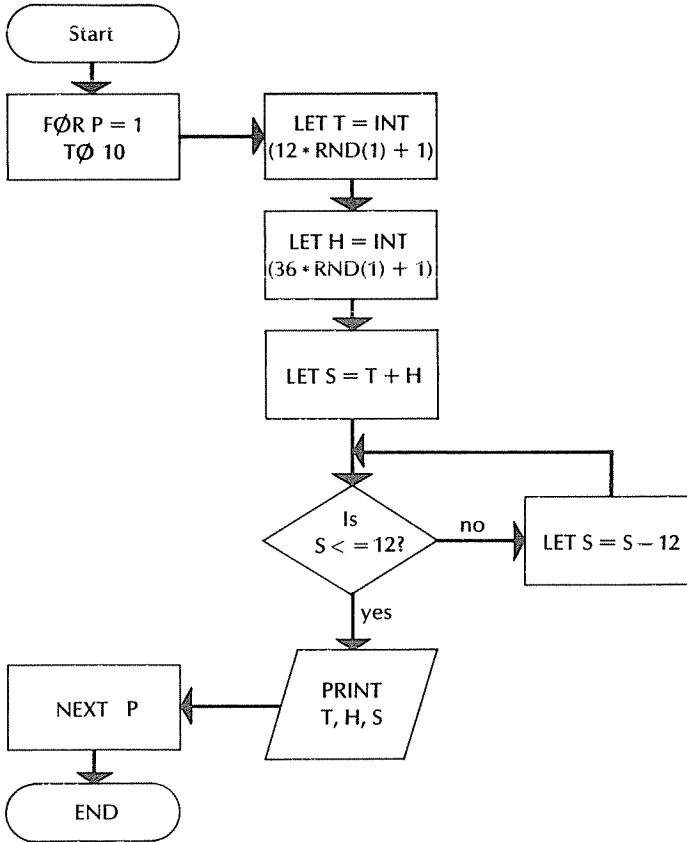 Start
FØR P = 1
TØ 10
LET T = INT
(12 * RND(1) + 1)
LET H = INT
(36 * RND(1) + 1)
LET S = T + H
Is
S < = 12?
no
LET S = S – 12
yes
PRINT
T, H, S
NEXT P
END